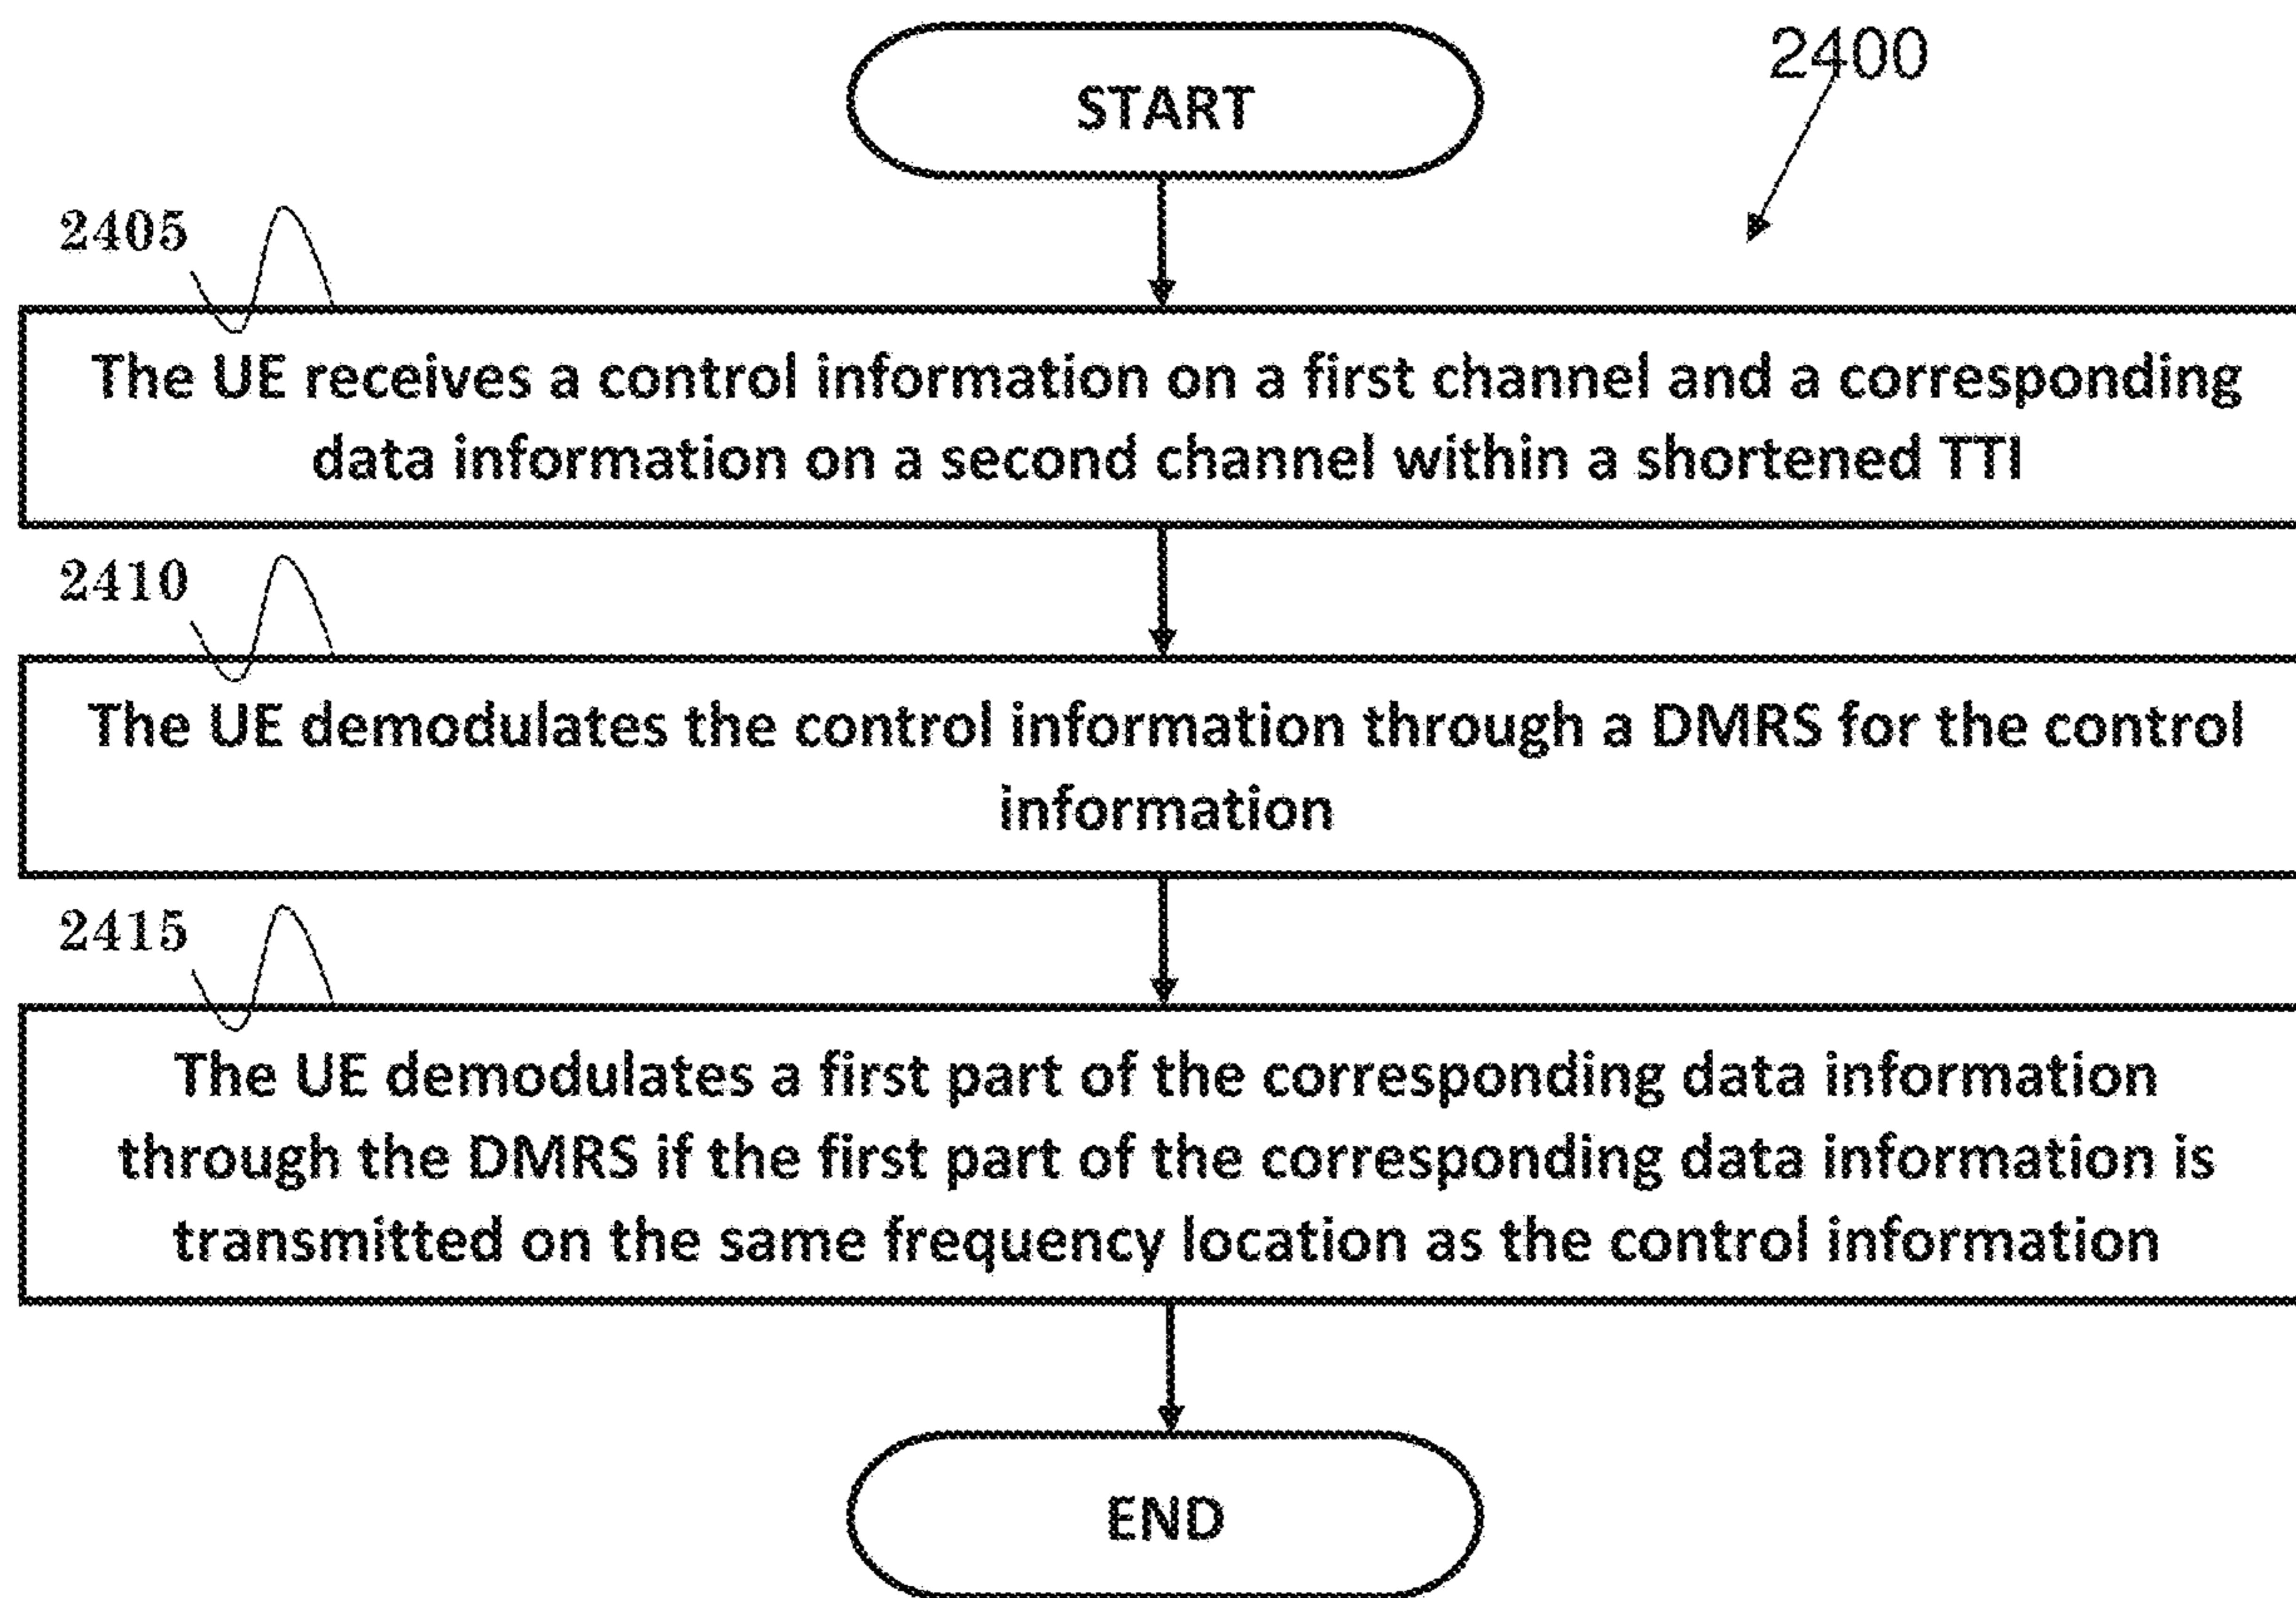 START
2400
2405
The UE receives a control information on a first channel and a corresponding
data information on a second channel within a shortened TTI
2410
The UE demodulates the control information through a DMRS for the control
information
2415
The UE demodulates a first part of the corresponding data information
through the DMRS if the first part of the corresponding data information is
transmitted on the same frequency location as the control information
END